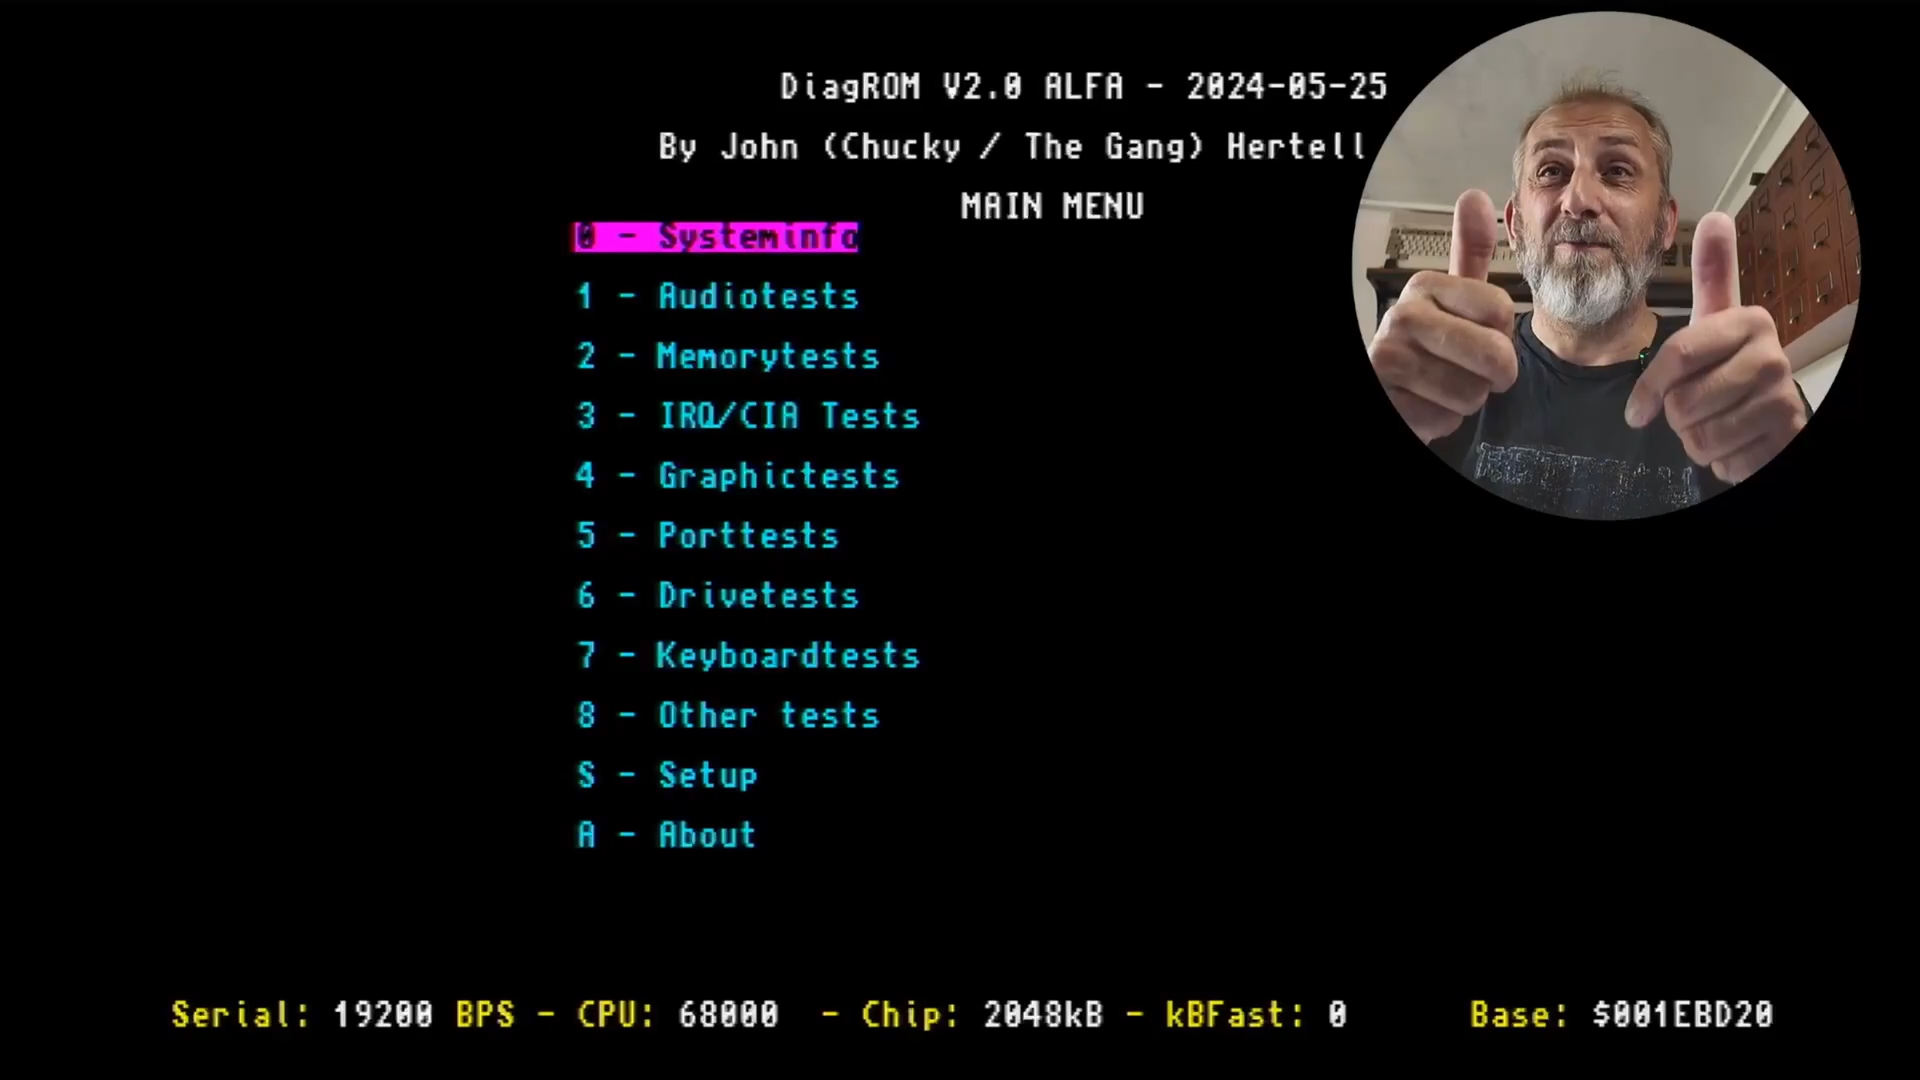 DiagROM V2.0 ALFA - 2024-05-25
By John (Chucky / The Gang) Hertell
MAIN MENU
0 - Systeminfo
1 - Audiotests
2 - Memorytests
3 - IRQ/CIA Tests
4 - Graphictests
5 - Porttests
6 - Drivetests
7 - Keyboardtests
8 - Other tests
S - Setup
A - About
Serial: 19200 BPS - CPU: 68000 - Chip: 2048kB - kBFast: 0 Base: $001EBD20